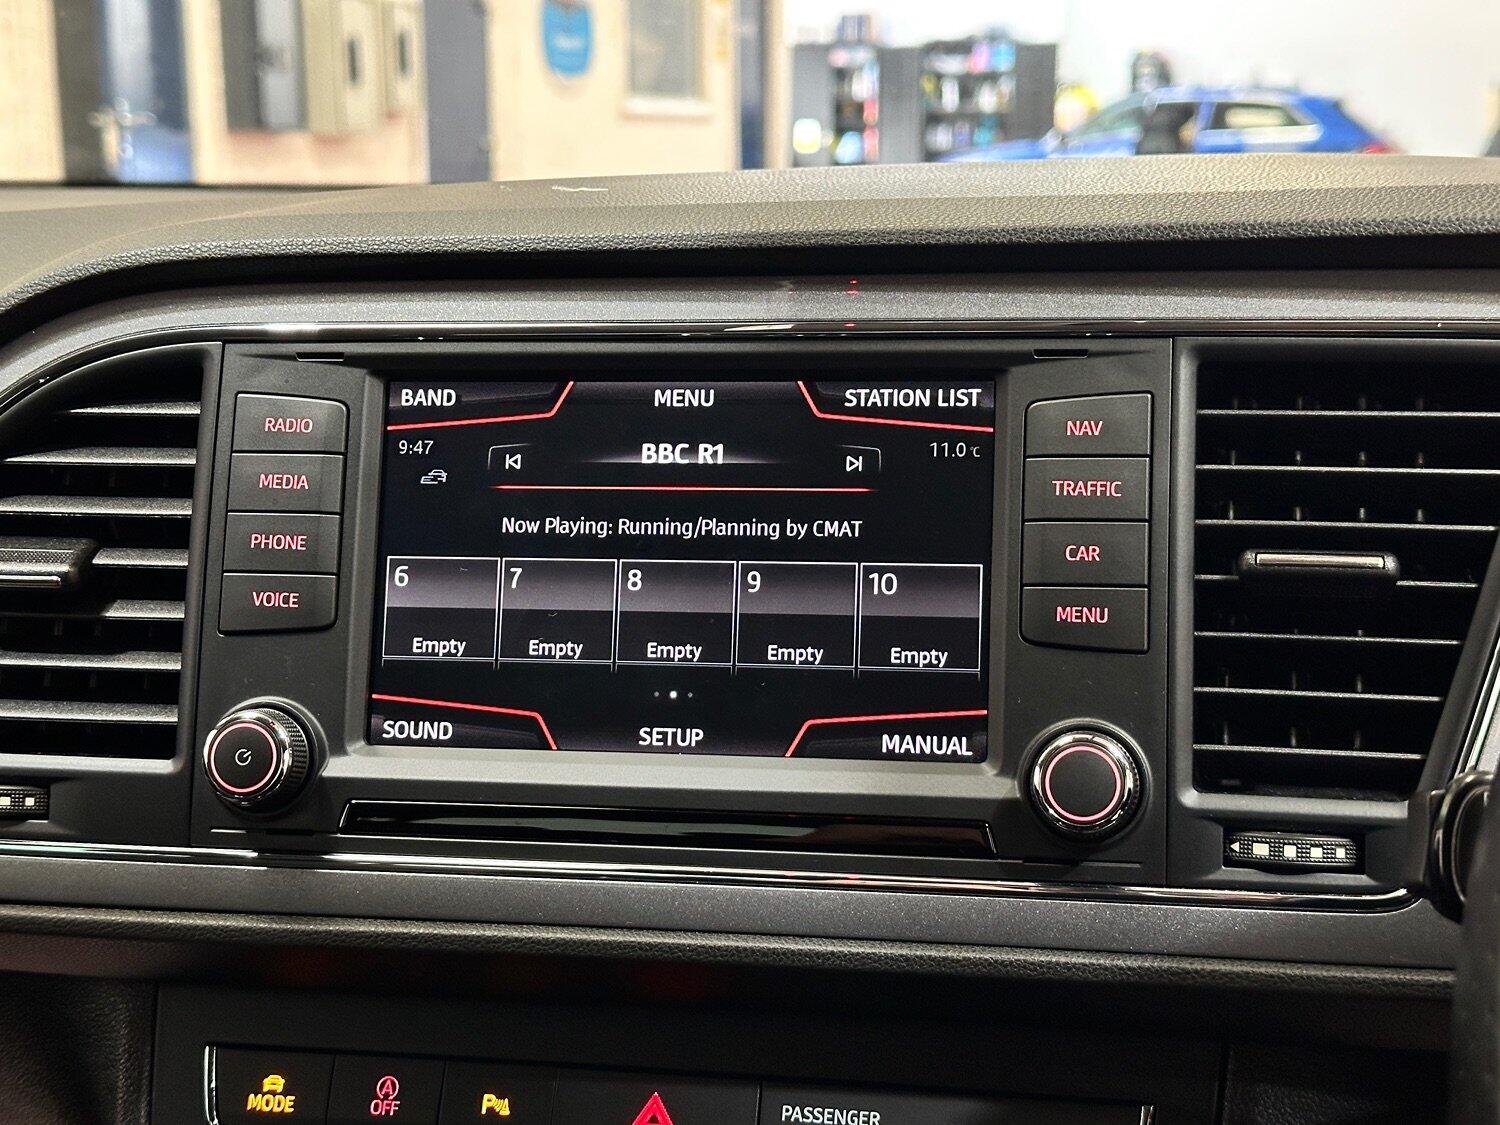 BAND MENU STATION LIST
9:47 BBC R1 11.0 °C
Now Playing: Running/Planning by CMAT
6 7 8 9 10
Empty Empty Empty Empty Empty
SOUND SETUP MANUAL
RADIO
MEDIA
PHONE
VOICE
NAV
TRAFFIC
CAR
MENU
MODE
A
OFF
P
PASSENGER